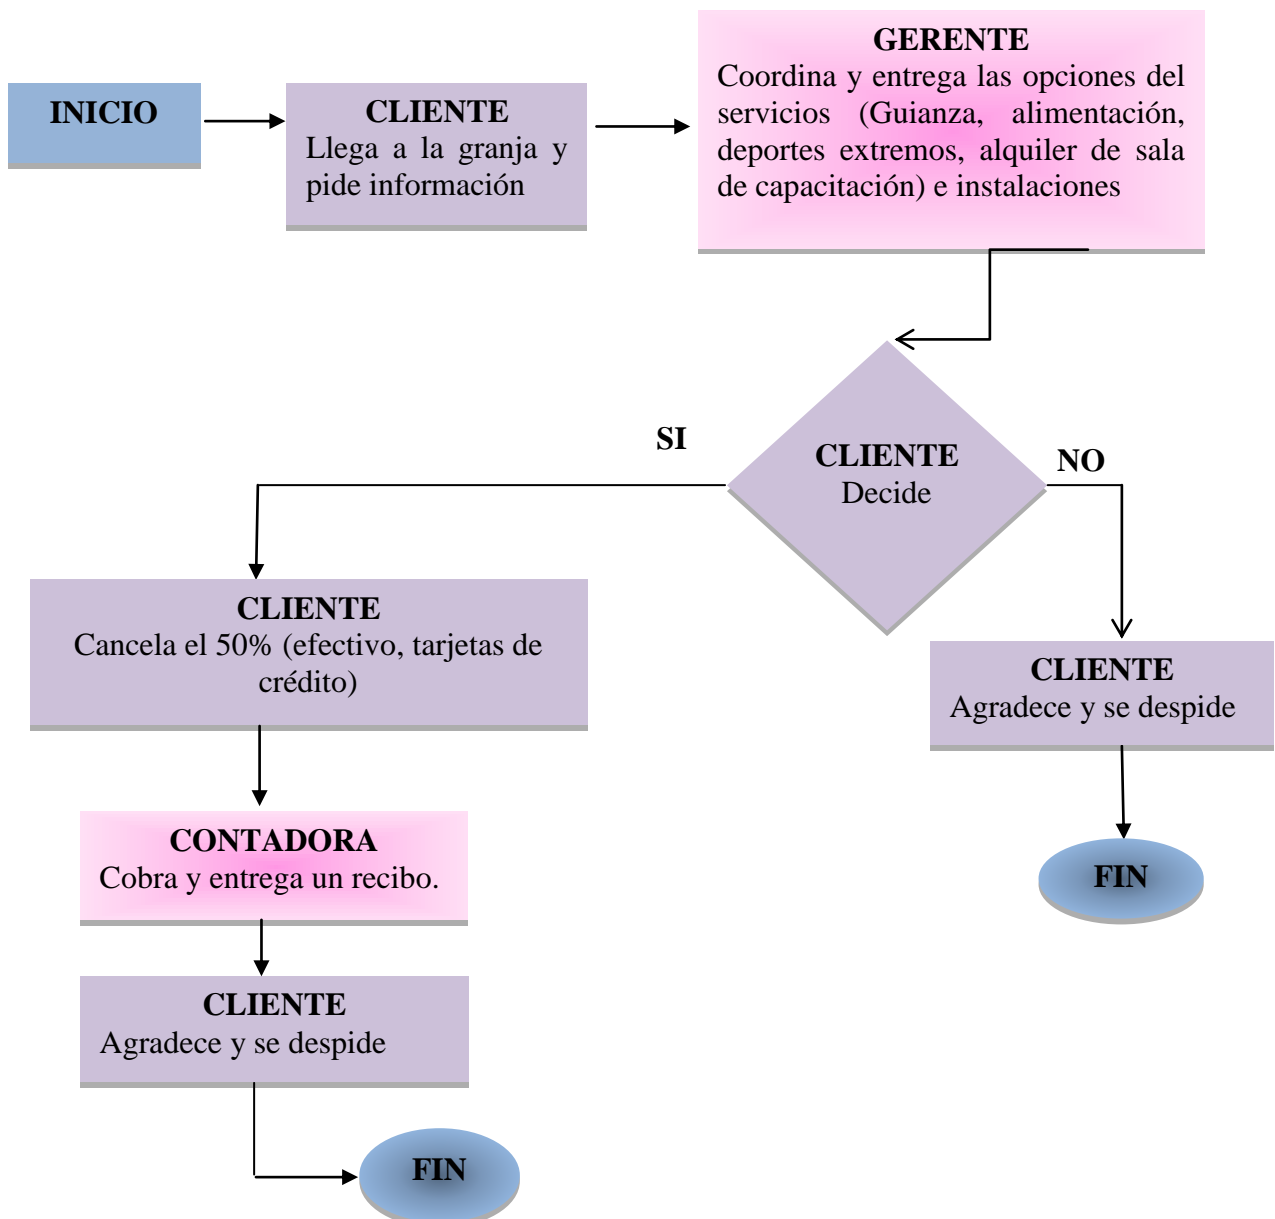 INICIO
CLIENTE
Llega a la granja y
pide información
GERENTE
Coordina y entrega las opciones del
servicios (Guianza, alimentación,
deportes extremos, alquiler de sala
de capacitación) e instalaciones
SI
CLIENTE
Decide
NO
CLIENTE
Cancela el 50% (efectivo, tarjetas de
crédito)
CLIENTE
Agradece y se despide
CONTADORA
Cobra y entrega un recibo.
FIN
CLIENTE
Agradece y se despide
FIN